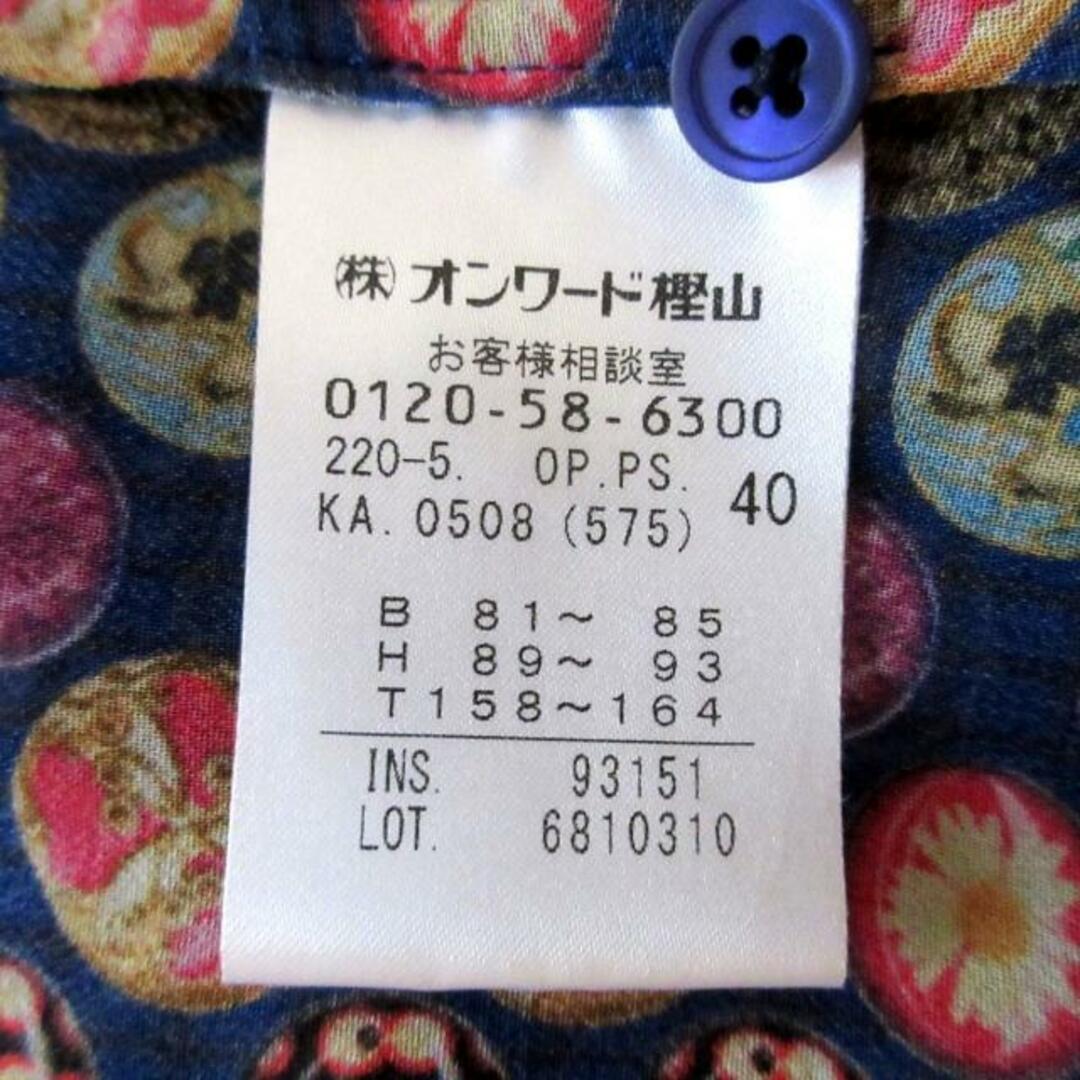 ㈱オンワード樫山
お客様相談室
0120-58-6300
220-5. OP.PS. 40
KA. 0508 (575)
B 81～ 85
H 89～ 93
T158～164
INS. 93151
LOT. 6810310